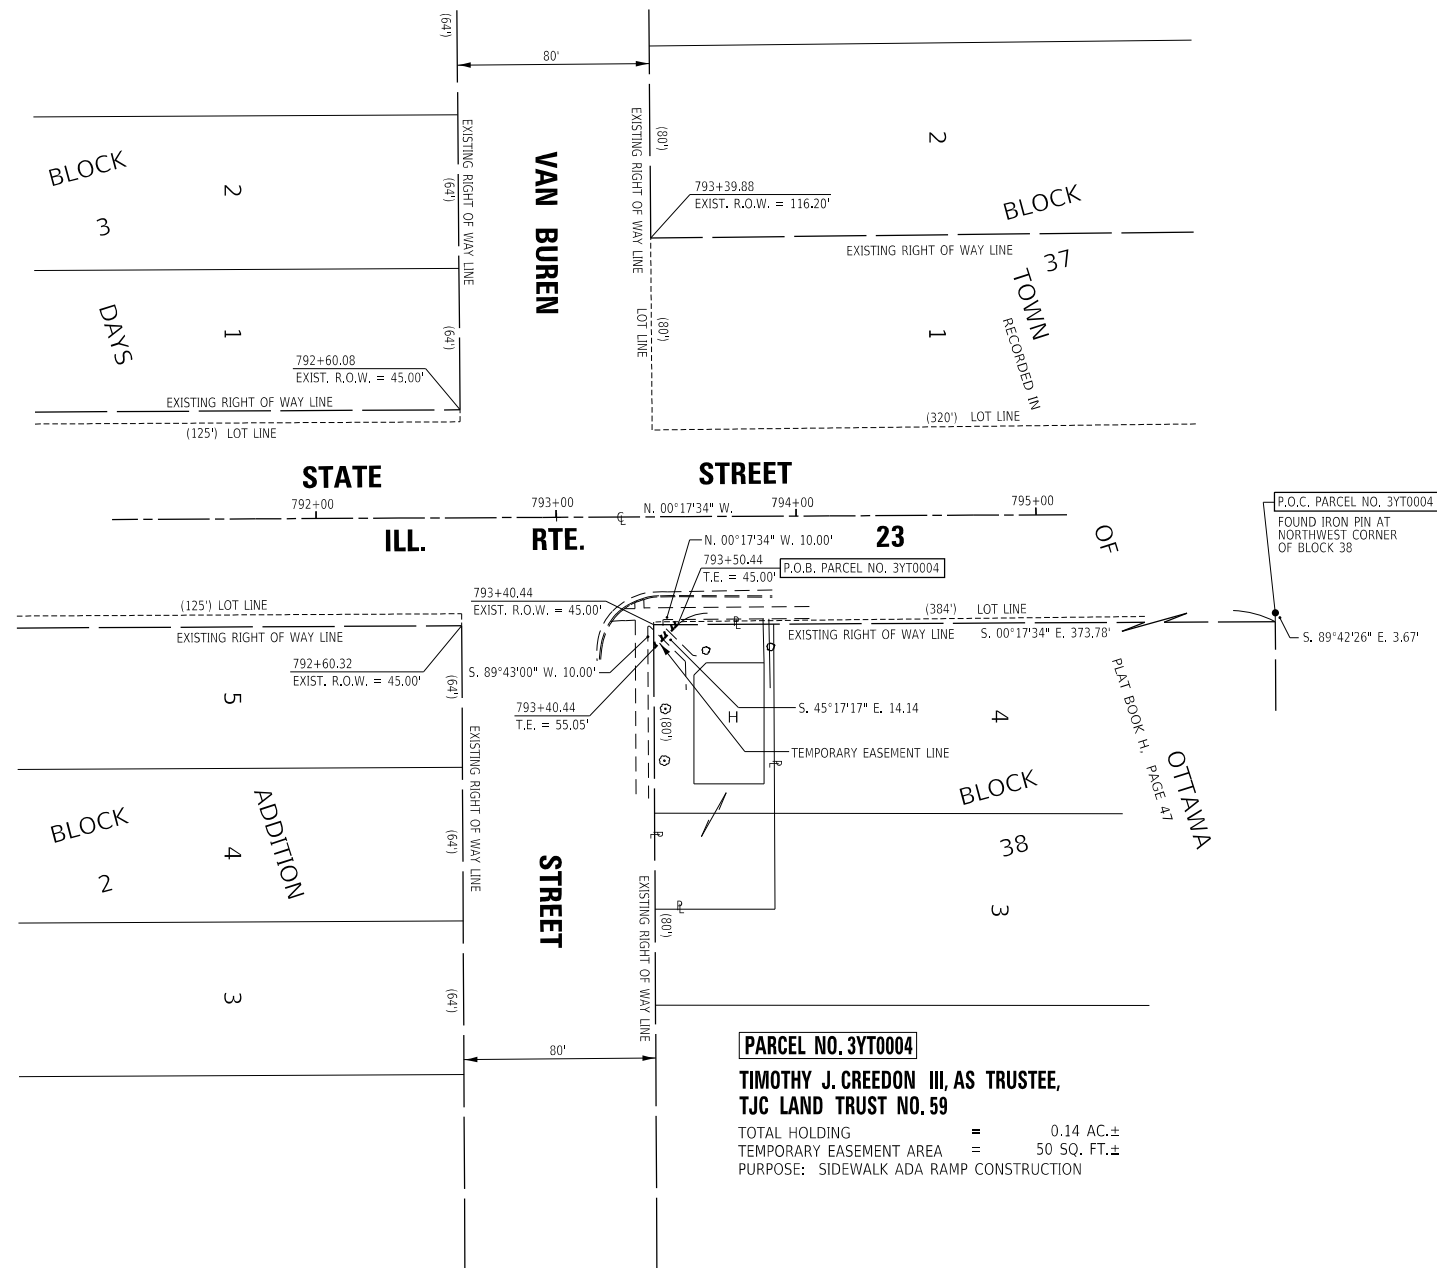 (64')
80'
EXISTING RIGHT OF WAY LINE
EXISTING RIGHT OF WAY LINE
(80')
2
BLOCK
3
2
(64')
VAN BUREN
793+39.88
EXIST. R.O.W. = 116.20'
BLOCK
37
EXISTING RIGHT OF WAY LINE
DAYS
1
(64')
LOT LINE
(80')
1
TOWN
RECORDED IN
792+60.08
EXIST. R.O.W. = 45.00'
EXISTING RIGHT OF WAY LINE
(125') LOT LINE
(320') LOT LINE
STATE STREET
792+00
793+00
N. 00°17'34" W.
794+00
795+00
ILL. RTE. 23
OF
P.O.C. PARCEL NO. 3YT0004
FOUND IRON PIN AT
NORTHWEST CORNER
OF BLOCK 38
N. 00°17'34" W. 10.00'
793+50.44
T.E. = 45.00'
P.O.B. PARCEL NO. 3YT0004
793+40.44
EXIST. R.O.W. = 45.00'
(125') LOT LINE
(384') LOT LINE
EXISTING RIGHT OF WAY LINE
EXISTING RIGHT OF WAY LINE
S. 00°17'34" E. 373.78'
S. 89°42'26" E. 3.67'
792+60.32
EXIST. R.O.W. = 45.00'
S. 89°43'00" W. 10.00'
793+40.44
T.E. = 55.05'
5
(64')
(80')
H
S. 45°17'17" E. 14.14
TEMPORARY EASEMENT LINE
4
PLAT BOOK H, PAGE 47
OTTAWA
EXISTING RIGHT OF WAY LINE
BLOCK
2
4
ADDITION
(64')
BLOCK
38
STREET
EXISTING RIGHT OF WAY LINE
(80')
3
3
(64')
80'
PARCEL NO. 3YT0004
TIMOTHY J. CREEDON III, AS TRUSTEE,
TJC LAND TRUST NO. 59
TOTAL HOLDING = 0.14 AC.±
TEMPORARY EASEMENT AREA = 50 SQ. FT.±
PURPOSE: SIDEWALK ADA RAMP CONSTRUCTION